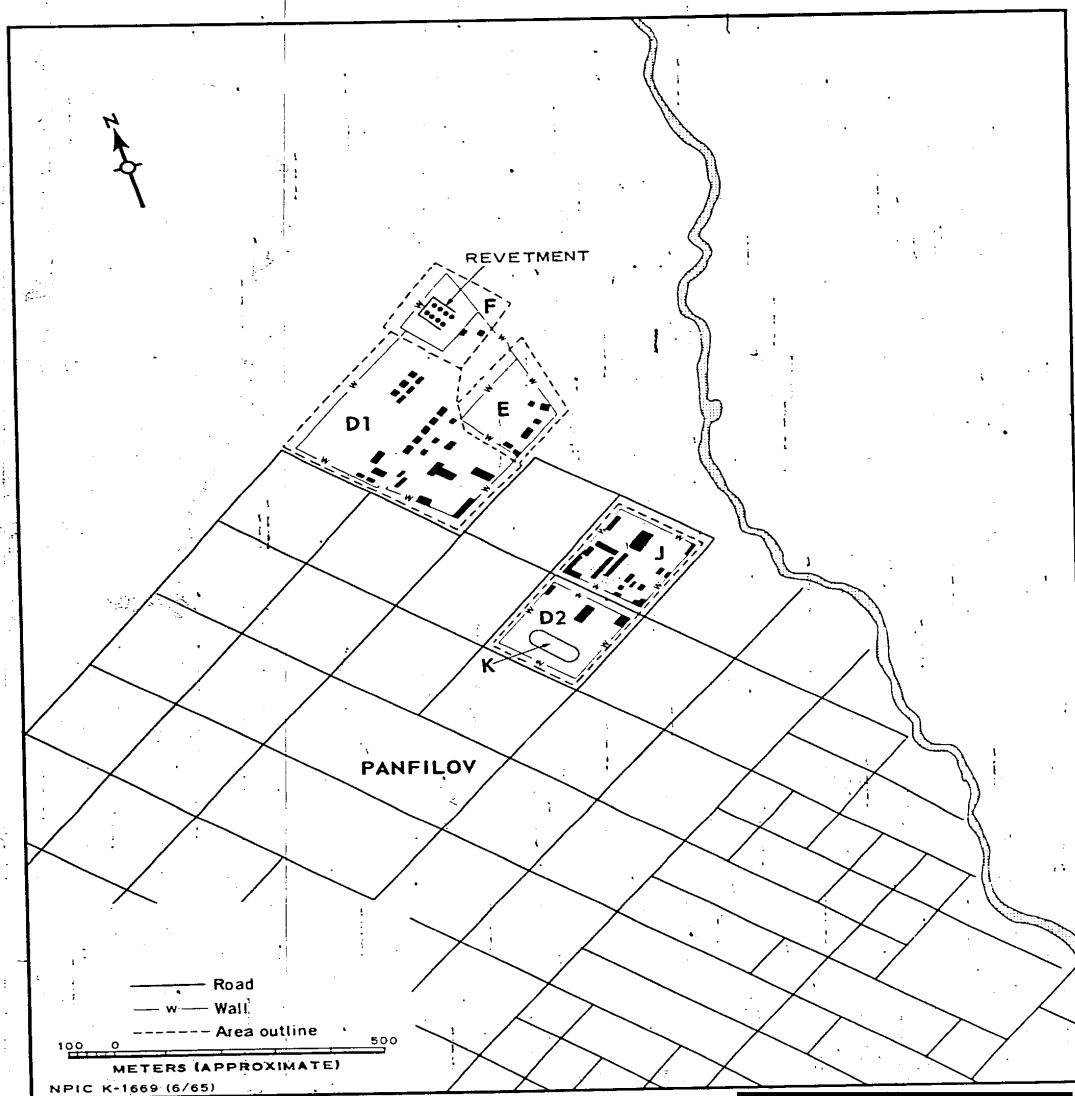 N
REVETMENT
F
E
D1
J
D2
K
PANFILOV
Road
w Wall
Area outline
100 0 500
METERS (APPROXIMATE)
NPIC K-1669 (6/65)